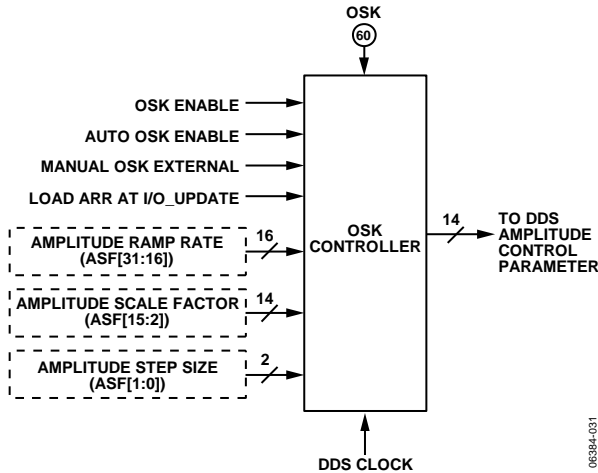 OSK
60
OSK ENABLE
AUTO OSK ENABLE
MANUAL OSK EXTERNAL
LOAD ARR AT I/O_UPDATE
AMPLITUDE RAMP RATE
(ASF[31:16])
16
AMPLITUDE SCALE FACTOR
(ASF[15:2])
14
AMPLITUDE STEP SIZE
(ASF[1:0])
2
OSK
CONTROLLER
14
TO DDS
AMPLITUDE
CONTROL
PARAMETER
DDS CLOCK
06384-031